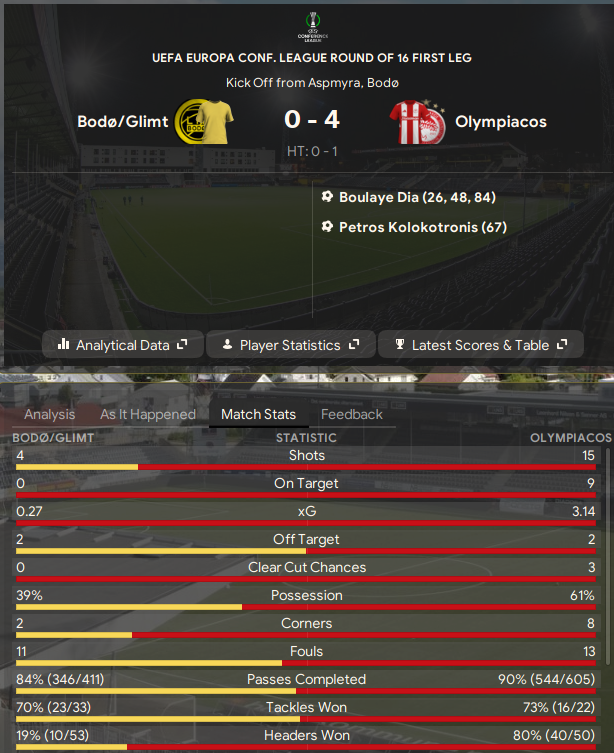 UEFA
CONFERENCE
LEAGUE
UEFA EUROPA CONF. LEAGUE ROUND OF 16 FIRST LEG
Kick Off from Aspmyra, Bodø
Bodø/Glimt 0 - 4 Olympiacos
HT: 0 - 1
Boulaye Dia (26, 48, 84)
Petros Kolokotronis (67)
Analytical Data Player Statistics Latest Scores & Table
Analysis As It Happened Match Stats Feedback
BODØ/GLIMT STATISTIC OLYMPIACOS
4 Shots 15
0 On Target 9
0.27 xG 3.14
2 Off Target 2
0 Clear Cut Chances 3
39% Possession 61%
2 Corners 8
11 Fouls 13
84% (346/411) Passes Completed 90% (544/605)
70% (23/33) Tackles Won 73% (16/22)
19% (10/53) Headers Won 80% (40/50)